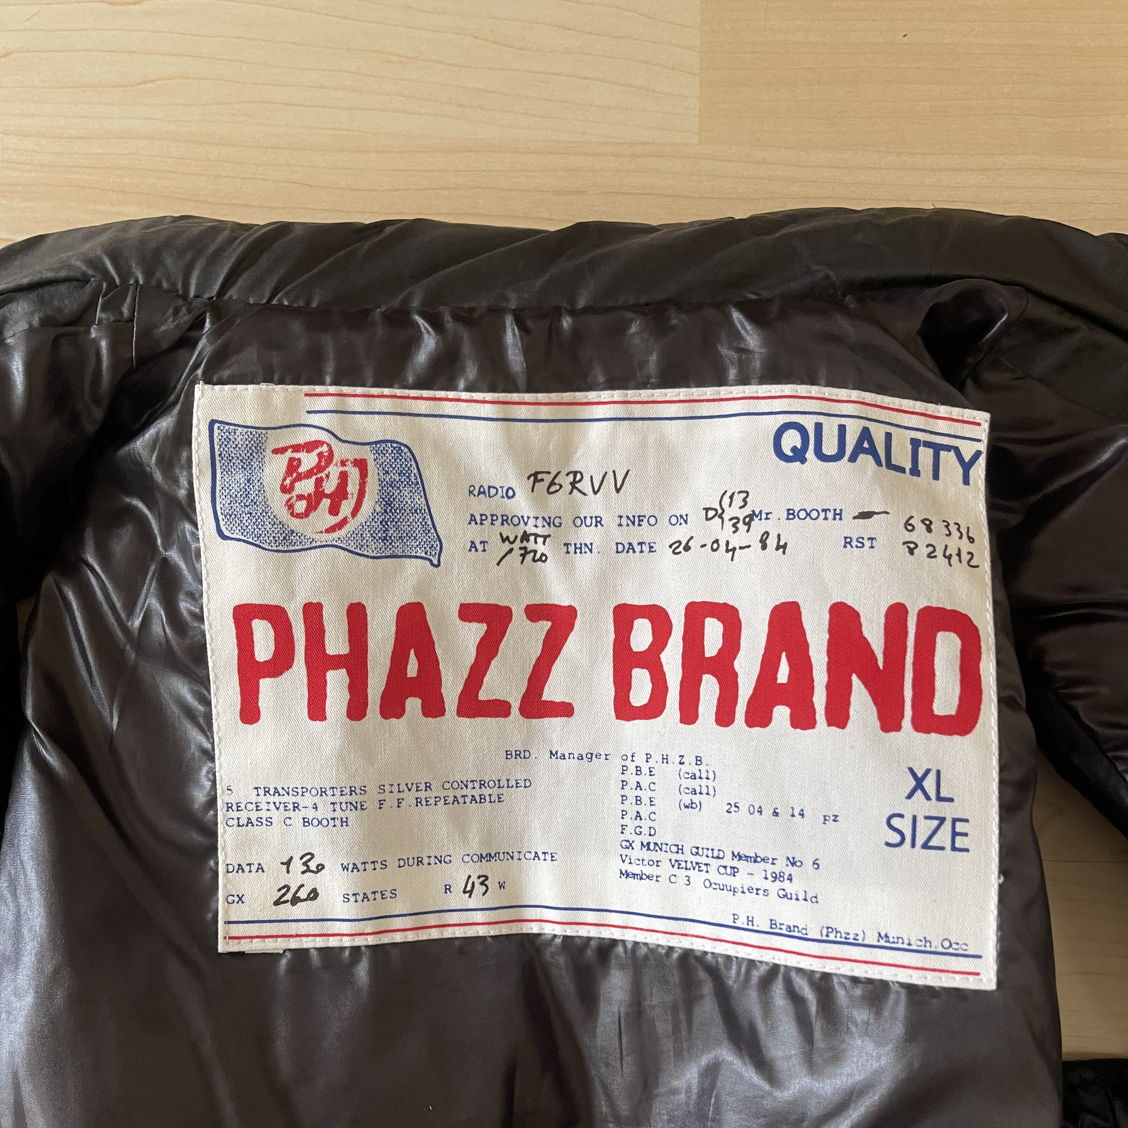 QUALITY
PH
RADIO F6RVV
APPROVING OUR INFO ON Mr. BOOTH 68336
AT WATT /720 THN. DATE 26-04-84 RST 82412
PHAZZ BRAND
BRD. Manager of P.H.Z.B.
5 TRANSPORTERS SILVER CONTROLLED
RECEIVER-4 TUNE F.F.REPEATABLE
CLASS C BOOTH
DATA 130 WATTS DURING COMMUNICATE
GX 260 STATES R 43 W
P.B.E (call)
P.A.C (call)
P.B.E (wb) 25 04 & 14 pz
P.A.C
F.G.D
GX MUNICH GUILD Member No 6
Victor VELVET CUP - 1984
Member C 3 Ocuupiers Guild
XL
SIZE
P.H. Brand (Phzz) Munich.Occ